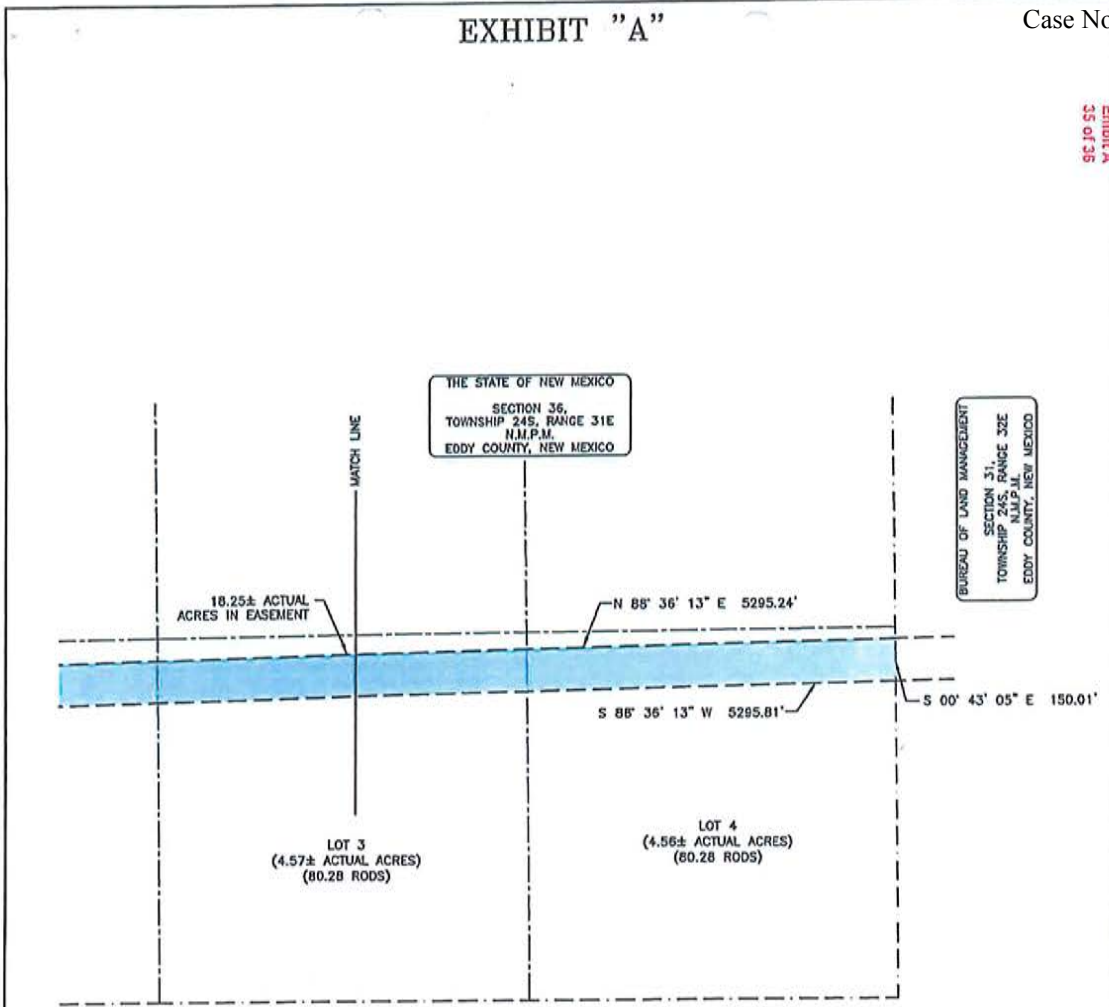 EXHIBIT "A"
Case No
35 of 36
THE STATE OF NEW MEXICO
SECTION 36,
TOWNSHIP 24S, RANGE 31E
N.M.P.M.
EDDY COUNTY, NEW MEXICO
MATCH LINE
BUREAU OF LAND MANAGEMENT
SECTION 31,
TOWNSHIP 24S, RANGE 32E
N.M.P.M.
EDDY COUNTY, NEW MEXICO
18.25± ACTUAL
ACRES IN EASEMENT
N 88° 36' 13" E 5295.24'
S 88° 36' 13" W 5295.81'
S 00° 43' 05" E 150.01'
LOT 3
(4.57± ACTUAL ACRES)
(80.28 RODS)
LOT 4
(4.56± ACTUAL ACRES)
(80.28 RODS)